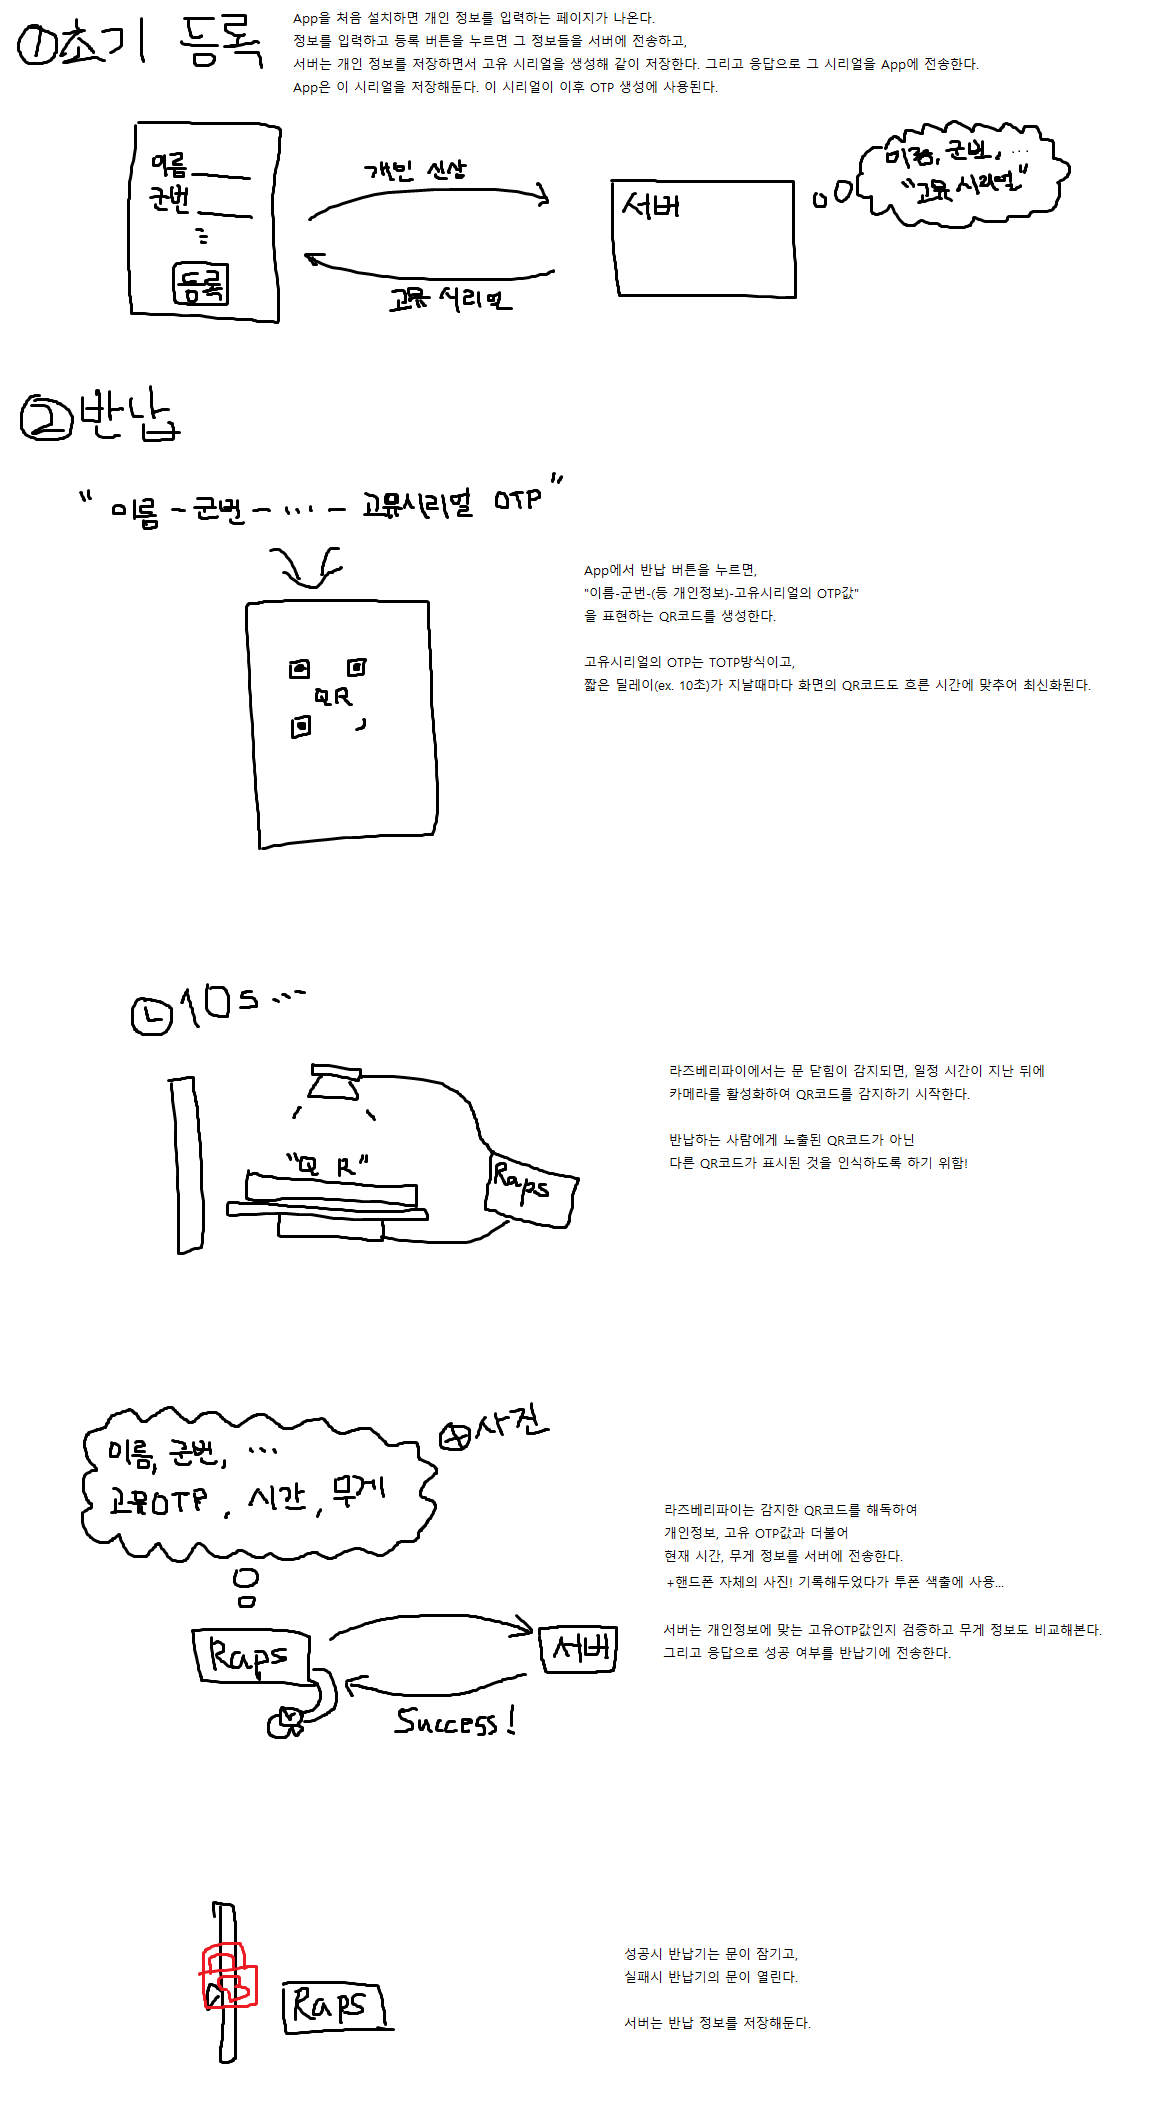 ①초기 등록
App을 처음 설치하면 개인 정보를 입력하는 페이지가 나온다.
정보를 입력하고 등록 버튼을 누르면 그 정보들을 서버에 전송하고,
서버는 개인 정보를 저장하면서 고유 시리얼을 생성해 같이 저장한다. 그리고 응답으로 그 시리얼을 App에 전송한다.
App은 이 시리얼을 저장해둔다. 이 시리얼이 이후 OTP 생성에 사용된다.
이름
군번
등록
개인 신상
고유 시리얼
서버
이름, 군번, ...
"고유 시리얼"
②반납
"이름 - 군번 - ... - 고유시리얼 OTP"
QR
App에서 반납 버튼을 누르면,
"이름-군번-(등 개인정보)-고유시리얼의 OTP값"
을 표현하는 QR코드를 생성한다.
고유시리얼의 OTP는 TOTP방식이고,
짧은 딜레이(ex. 10초)가 지날때마다 화면의 QR코드도 흐른 시간에 맞추어 최신화된다.
10s ...
"QR"
Raps
라즈베리파이에서는 문 닫힘이 감지되면, 일정 시간이 지난 뒤에
카메라를 활성화하여 QR코드를 감지하기 시작한다.
반납하는 사람에게 노출된 QR코드가 아닌
다른 QR코드가 표시된 것을 인식하도록 하기 위함!
이름, 군번, ...
고유OTP, 시간, 무게
+사진
Raps
서버
Success!
라즈베리파이는 감지한 QR코드를 해독하여
개인정보, 고유 OTP값과 더불어
현재 시간, 무게 정보를 서버에 전송한다.
+핸드폰 자체의 사진! 기록해두었다가 투폰 색출에 사용...
서버는 개인정보에 맞는 고유OTP값인지 검증하고 무게 정보도 비교해본다.
그리고 응답으로 성공 여부를 반납기에 전송한다.
Raps
성공시 반납기는 문이 잠기고,
실패시 반납기의 문이 열린다.
서버는 반납 정보를 저장해둔다.